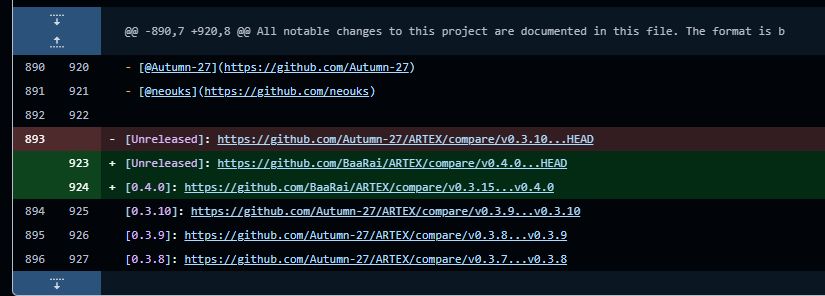 @@ -890,7 +920,8 @@ All notable changes to this project are documented in this file. The format is b
890 920 - [@Autumn-27](https://github.com/Autumn-27)
891 921 - [@neouks](https://github.com/neouks)
892 922
893 - [Unreleased]: https://github.com/Autumn-27/ARTEX/compare/v0.3.10...HEAD
923 + [Unreleased]: https://github.com/BaaRai/ARTEX/compare/v0.4.0...HEAD
924 + [0.4.0]: https://github.com/BaaRai/ARTEX/compare/v0.3.15...v0.4.0
894 925 [0.3.10]: https://github.com/Autumn-27/ARTEX/compare/v0.3.9...v0.3.10
895 926 [0.3.9]: https://github.com/Autumn-27/ARTEX/compare/v0.3.8...v0.3.9
896 927 [0.3.8]: https://github.com/Autumn-27/ARTEX/compare/v0.3.7...v0.3.8